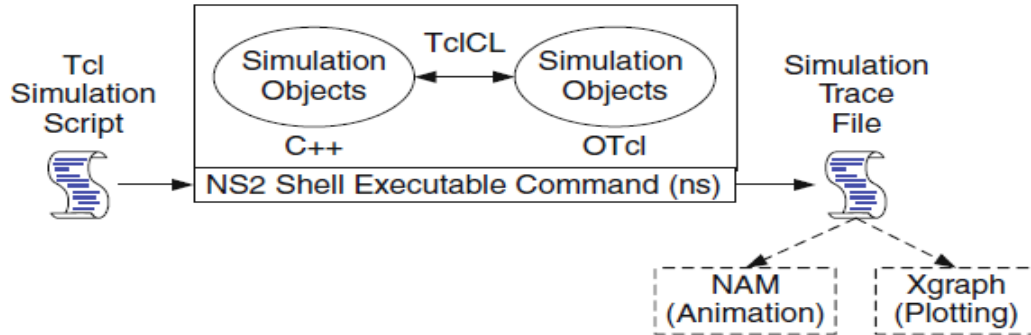 Tcl
Simulation
Script
Simulation
Objects
C++
TclCL
Simulation
Objects
OTcl
NS2 Shell Executable Command (ns)
Simulation
Trace
File
NAM
(Animation)
Xgraph
(Plotting)